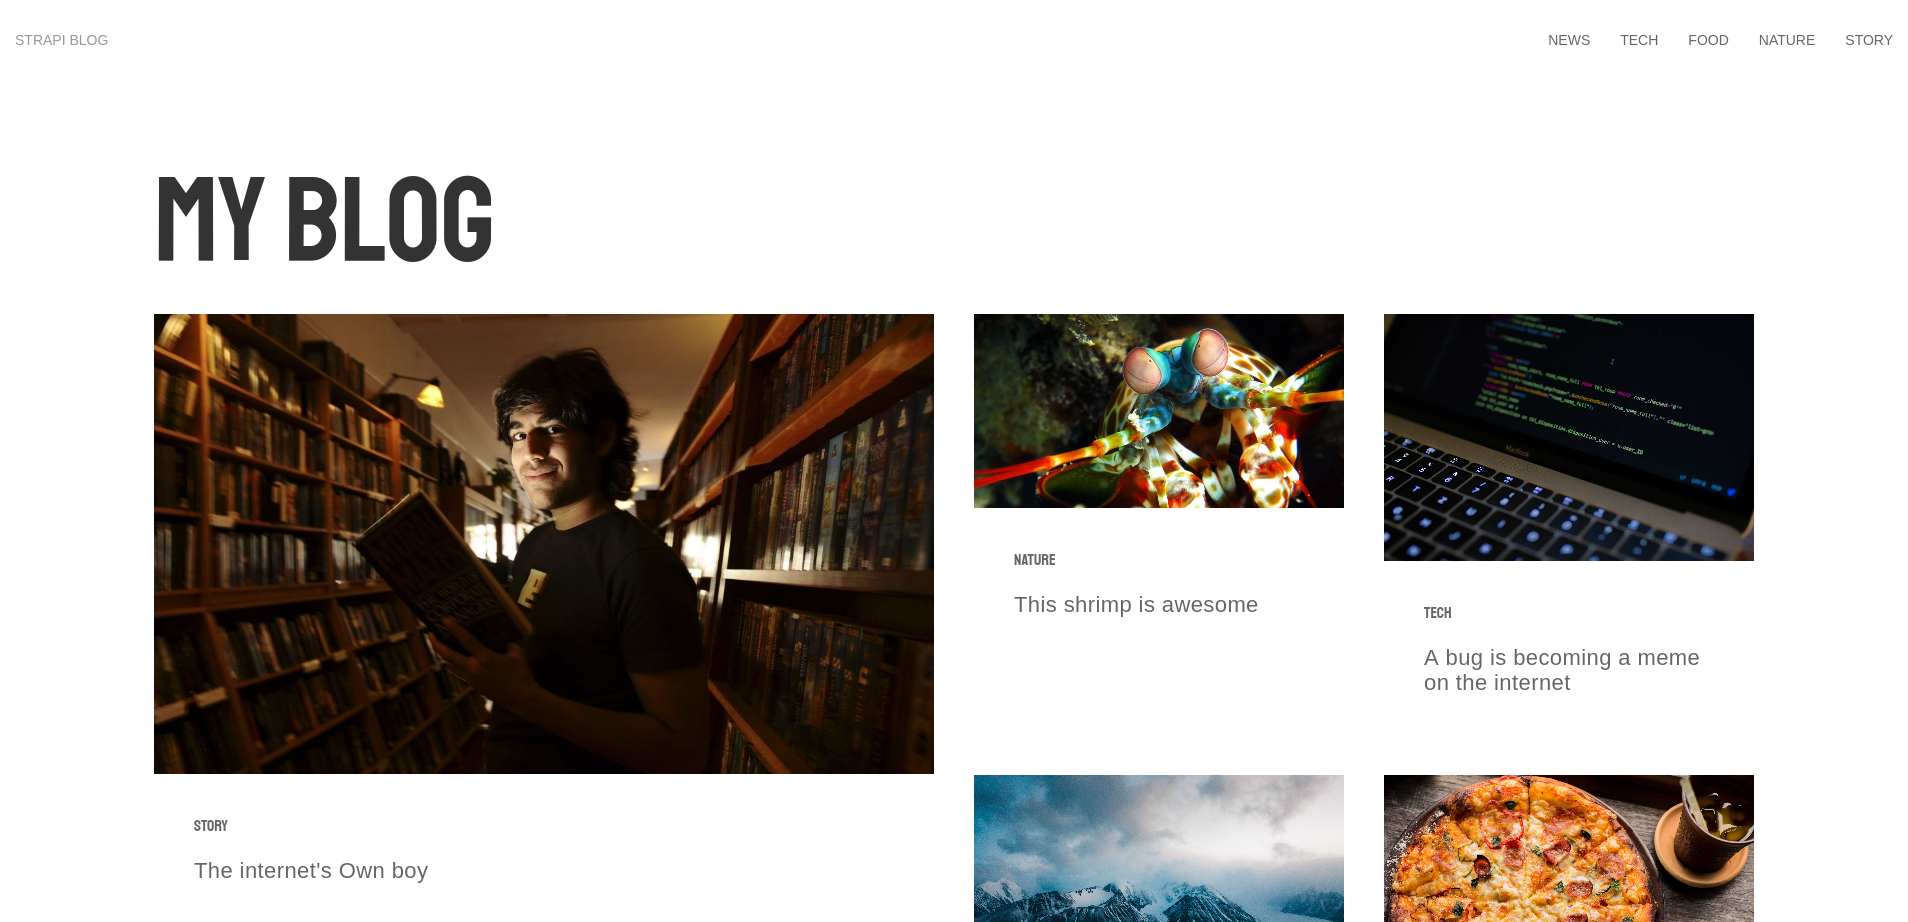 STRAPI BLOG
NEWS TECH FOOD NATURE STORY
MY BLOG
STORY
The internet's Own boy
NATURE
This shrimp is awesome
MacBook
TECH
A bug is becoming a meme
on the internet